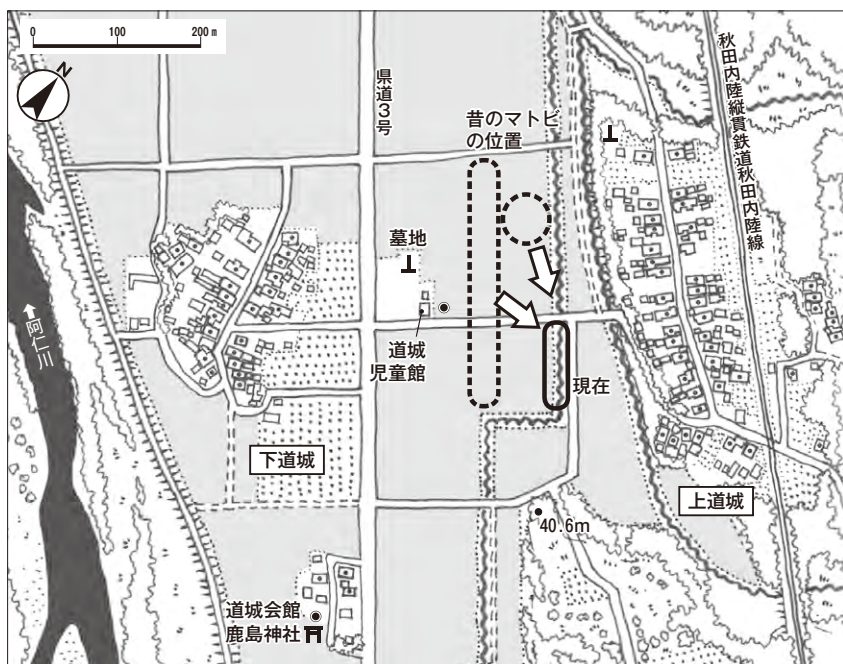 0 100 200 m
N
県道3号
秋田内陸縦貫鉄道秋田内陸線
昔のマトビ
の位置
墓地
道城
児童館
現在
阿仁川
下道城
上道城
40.6m
道城会館
鹿島神社